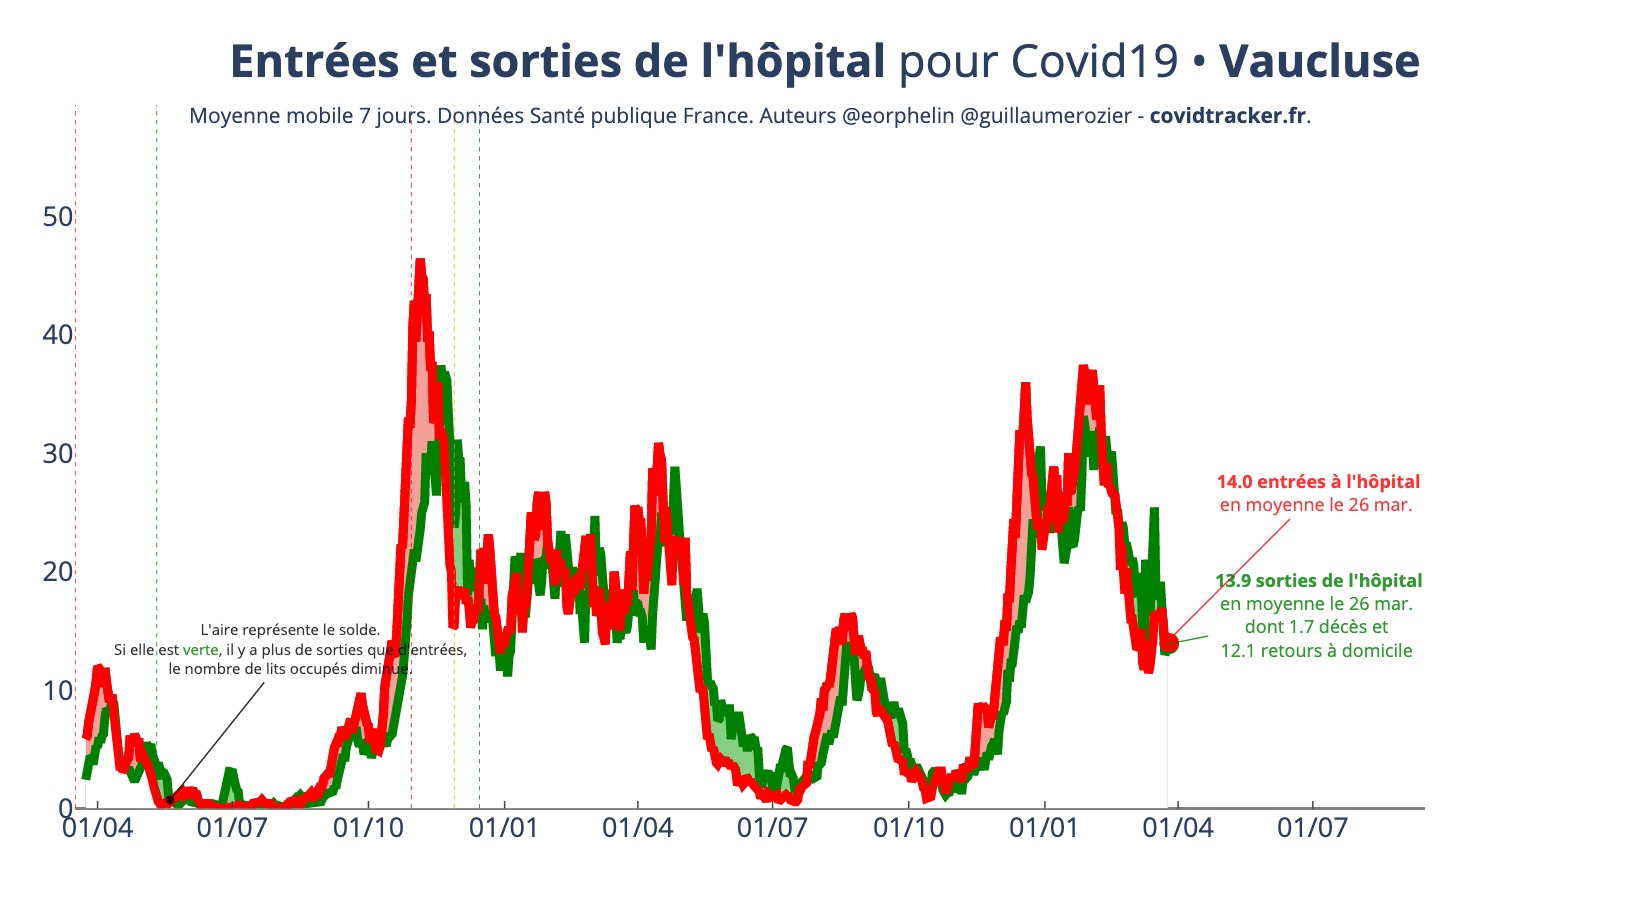 Entrées et sorties de l'hôpital pour Covid19 • Vaucluse
Moyenne mobile 7 jours. Données Santé publique France. Auteurs @eorphelin @guillaumerozier - covidtracker.fr.
50
40
30
20
10
0
14.0 entrées à l'hôpital
en moyenne le 26 mar.
13.9 sorties de l'hôpital
en moyenne le 26 mar.
dont 1.7 décès et
12.1 retours à domicile
L'aire représente le solde.
Si elle est verte, il y a plus de sorties que d'entrées,
le nombre de lits occupés diminue.
01/04 01/07 01/10 01/01 01/04 01/07 01/10 01/01 01/04 01/07